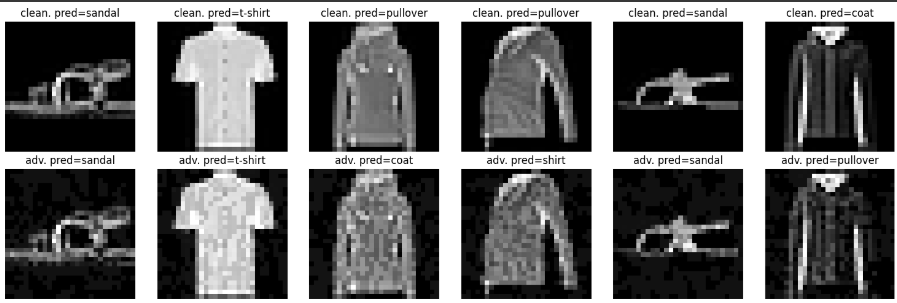 clean. pred=sandal
clean. pred=t-shirt
clean. pred=pullover
clean. pred=pullover
clean. pred=sandal
clean. pred=coat
adv. pred=sandal
adv. pred=t-shirt
adv. pred=coat
adv. pred=shirt
adv. pred=sandal
adv. pred=pullover